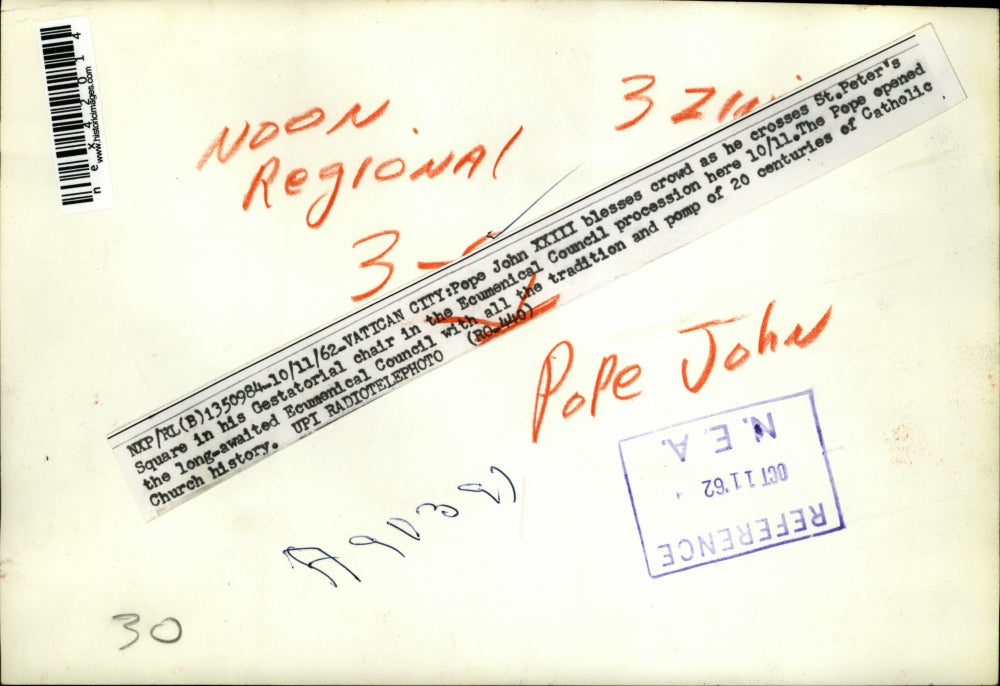 nex42014
www.historicimages.com
NOON
Regional
3 -
Pope John
NXP/RL(B)1350984-10/11/62-VATICAN CITY:Pope John XXIII blesses crowd as he crosses St.Peter's
Square in his Gestatorial chair in the Ecumenical Council procession here 10/11.The Pope opened
the long-awaited Ecumenical Council with all the tradition and pomp of 20 centuries of Catholic
Church history. UPI RADIOTELEPHOTO (RO-440)
REFERENCE
OCT 11 '62
N. E. A.
30